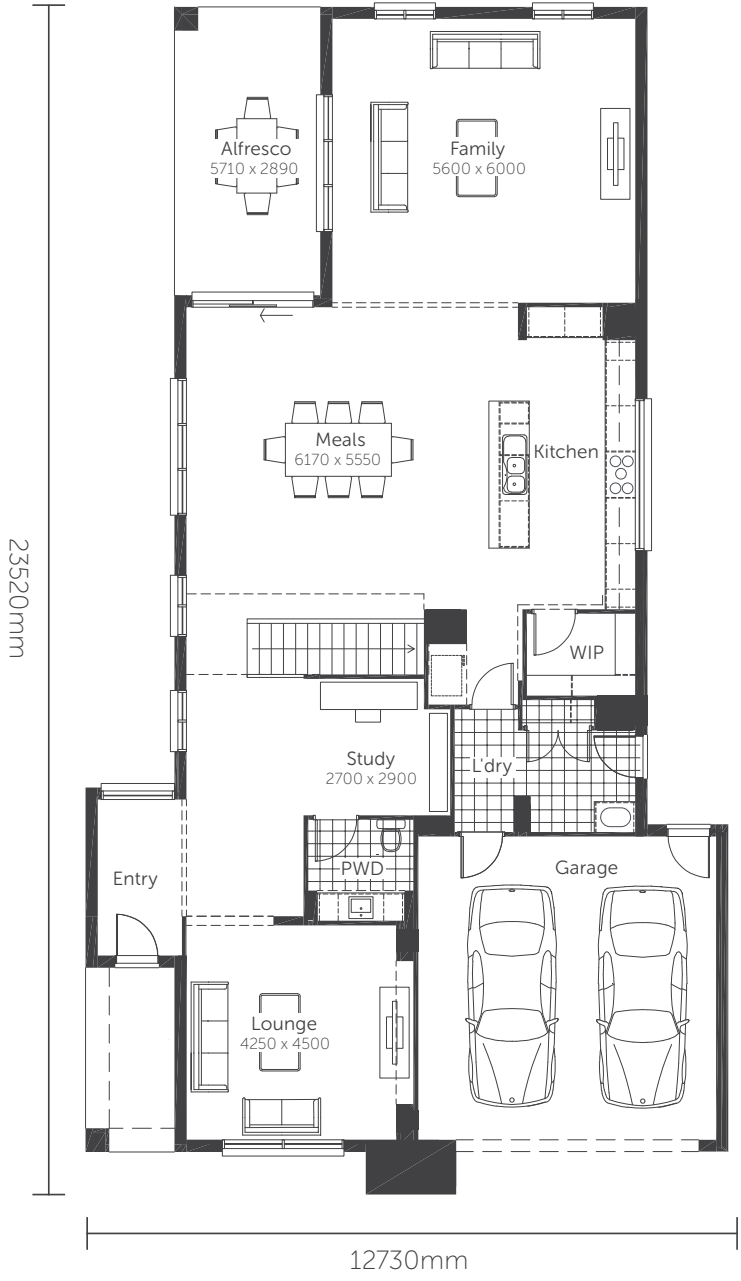 Alfresco
5710 x 2890
Family
5600 x 6000
Meals
6170 x 5550
Kitchen
23520mm
WIP
Study
2700 x 2900
L'dry
PWD
Entry
Garage
Lounge
4250 x 4500
12730mm